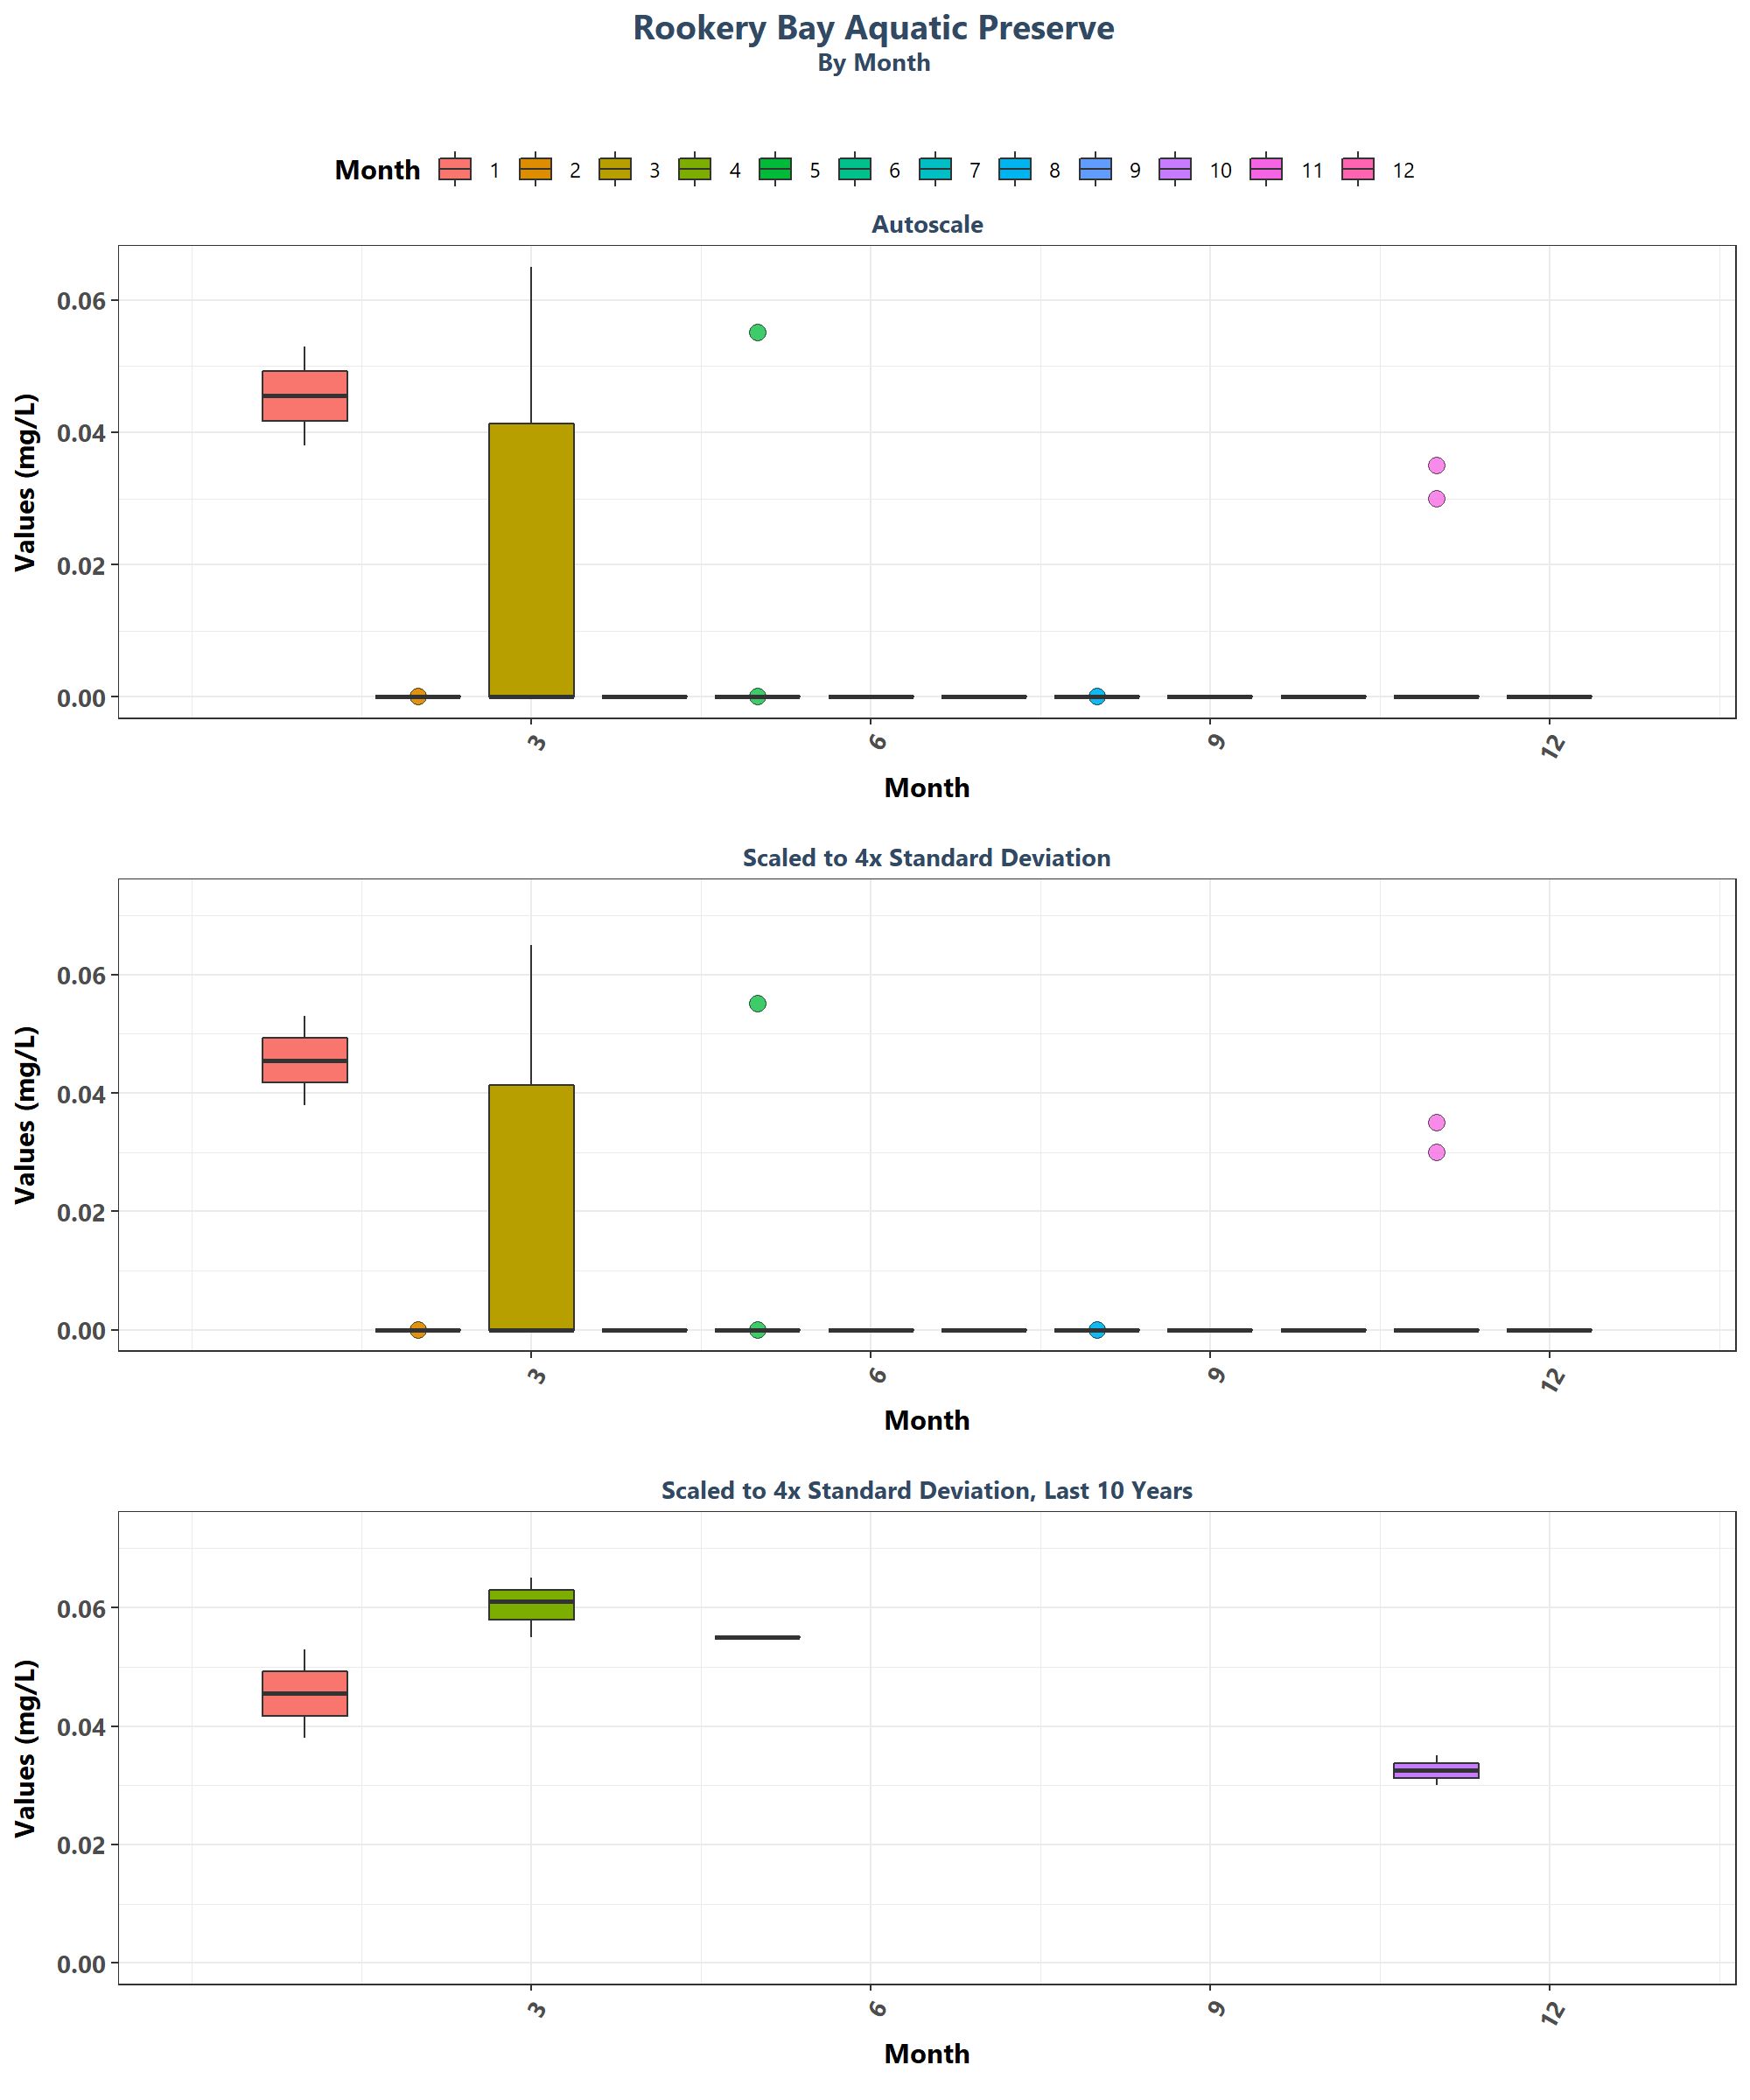 Rookery Bay Aquatic Preserve
By Month
Month 1 2 3 4 5 6 7 8 9 10 11 12
Autoscale
Values (mg/L)
0.06
0.04
0.02
0.00
3 6 9 12
Month
Scaled to 4x Standard Deviation
Values (mg/L)
0.06
0.04
0.02
0.00
3 6 9 12
Month
Scaled to 4x Standard Deviation, Last 10 Years
Values (mg/L)
0.06
0.04
0.02
0.00
3 6 9 12
Month